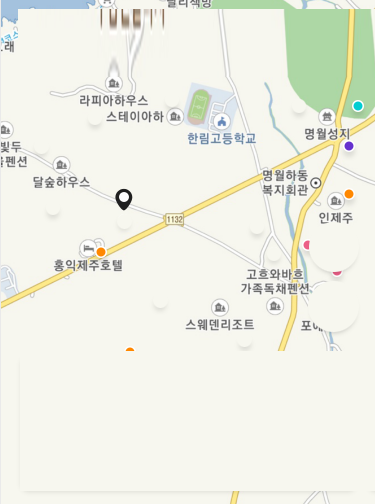 래
라피아하우스
스테이아하
한림고등학교
명월성지
빛두
펜션
달숲하우스
명월하동
복지회관
인제주
1132
홍익제주호텔
고흐와바흐
가족독채펜션
스웨덴리조트